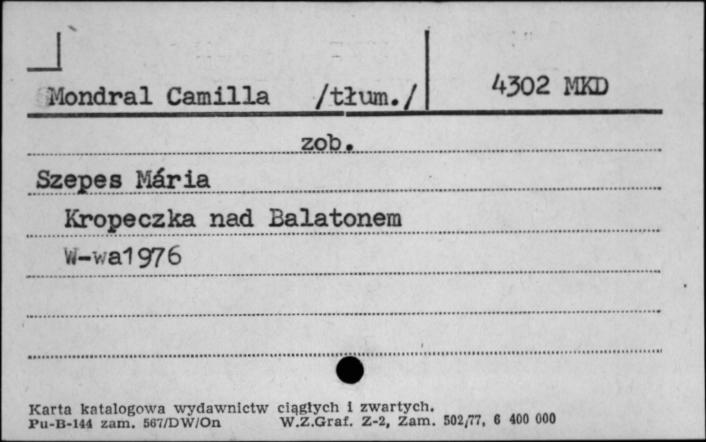 Mondral Camilla /tłum./ 4302 MKD
zob.
Szepes Mária
Kropeczka nad Balatonem
W-wa1976
Karta katalogowa wydawnictw ciągłych i zwartych.
Pu-B-144 zam. 567/DW/On W.Z.Graf. Z-2, Zam. 502/77, 6 400 000